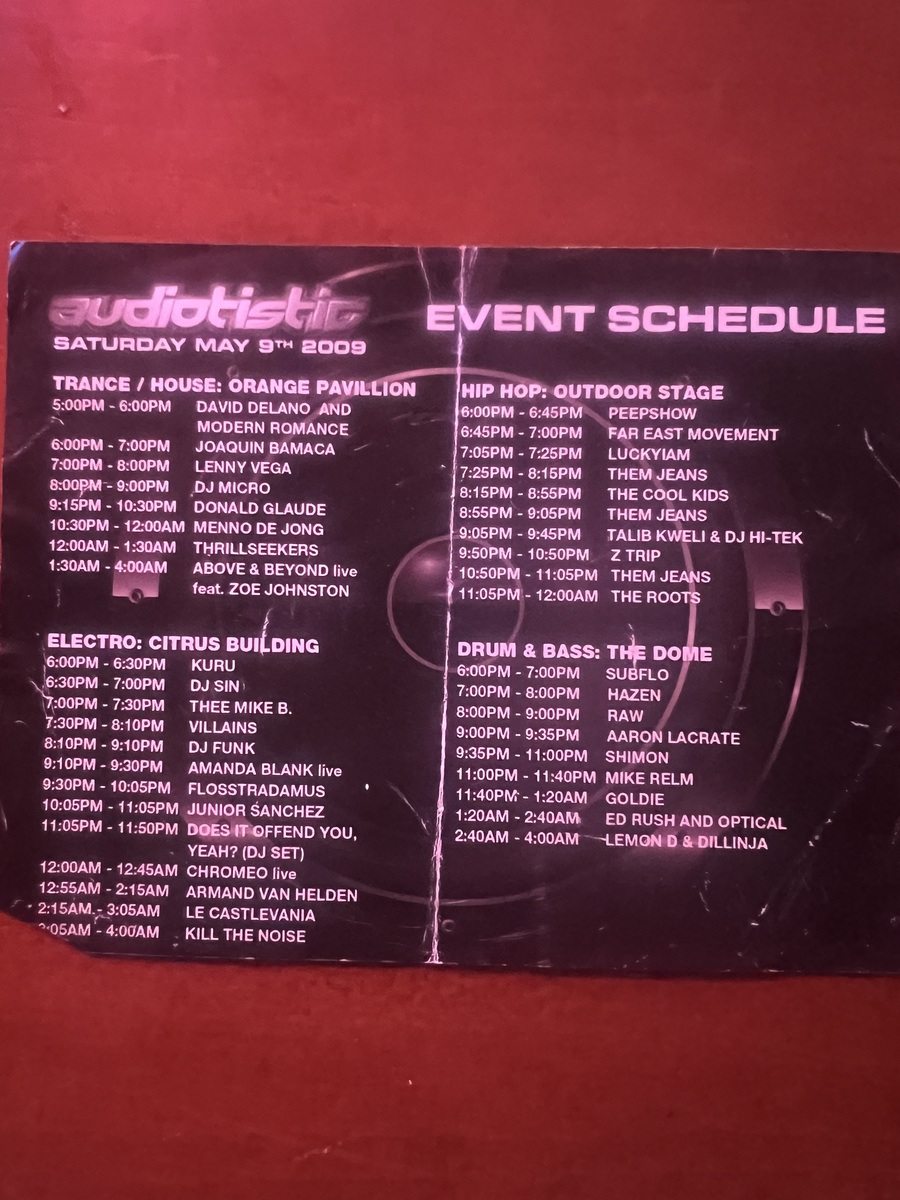 audiotistic
SATURDAY MAY 9TH 2009
EVENT SCHEDULE
TRANCE / HOUSE: ORANGE PAVILLION
5:00PM - 6:00PM DAVID DELANO AND
MODERN ROMANCE
6:00PM - 7:00PM JOAQUIN BAMACA
7:00PM - 8:00PM LENNY VEGA
8:00PM - 9:00PM DJ MICRO
9:15PM - 10:30PM DONALD GLAUDE
10:30PM - 12:00AM MENNO DE JONG
12:00AM - 1:30AM THRILLSEEKERS
1:30AM - 4:00AM ABOVE & BEYOND live
feat. ZOE JOHNSTON
ELECTRO: CITRUS BUILDING
6:00PM - 6:30PM KURU
6:30PM - 7:00PM DJ SIN
7:00PM - 7:30PM THEE MIKE B.
7:30PM - 8:10PM VILLAINS
8:10PM - 9:10PM DJ FUNK
9:10PM - 9:30PM AMANDA BLANK live
9:30PM - 10:05PM FLOSSTRADAMUS
10:05PM - 11:05PM JUNIOR SANCHEZ
11:05PM - 11:50PM DOES IT OFFEND YOU,
YEAH? (DJ SET)
12:00AM - 12:45AM CHROMEO live
12:55AM - 2:15AM ARMAND VAN HELDEN
2:15AM - 3:05AM LE CASTLEVANIA
3:05AM - 4:00AM KILL THE NOISE
HIP HOP: OUTDOOR STAGE
6:00PM - 6:45PM PEEPSHOW
6:45PM - 7:00PM FAR EAST MOVEMENT
7:05PM - 7:25PM LUCKYIAM
7:25PM - 8:15PM THEM JEANS
8:15PM - 8:55PM THE COOL KIDS
8:55PM - 9:05PM THEM JEANS
9:05PM - 9:45PM TALIB KWELI & DJ HI-TEK
9:50PM - 10:50PM Z TRIP
10:50PM - 11:05PM THEM JEANS
11:05PM - 12:00AM THE ROOTS
DRUM & BASS: THE DOME
6:00PM - 7:00PM SUBFLO
7:00PM - 8:00PM HAZEN
8:00PM - 9:00PM RAW
9:00PM - 9:35PM AARON LACRATE
9:35PM - 11:00PM SHIMON
11:00PM - 11:40PM MIKE RELM
11:40PM - 1:20AM GOLDIE
1:20AM - 2:40AM ED RUSH AND OPTICAL
2:40AM - 4:00AM LEMON D & DILLINJA